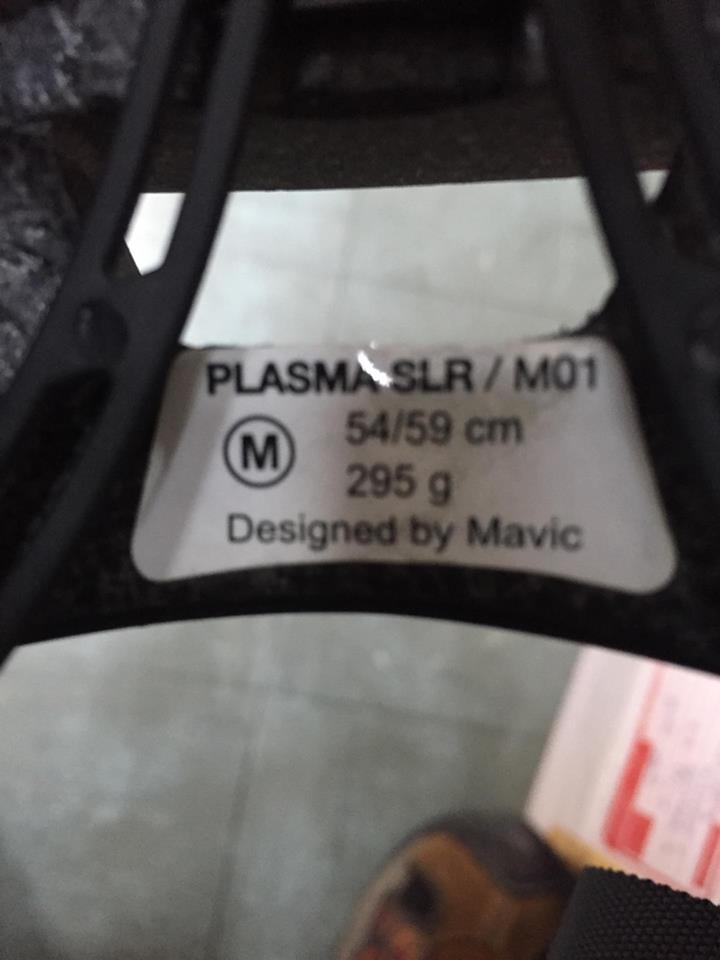 PLASMA SLR / M01
M 54/59 cm
295 g
Designed by Mavic